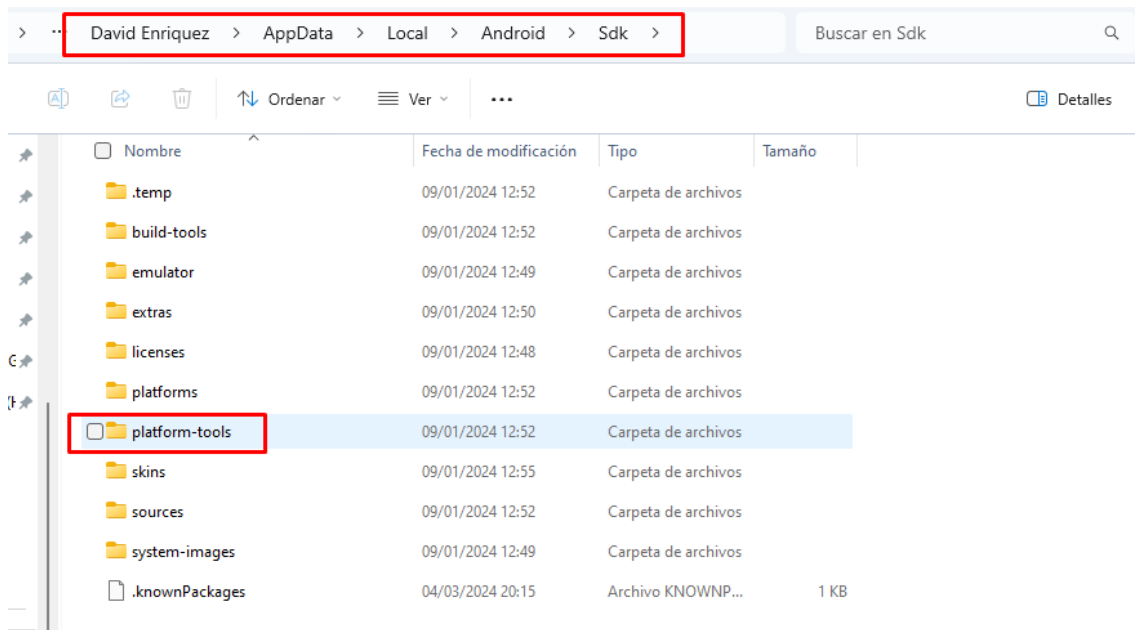 David Enriquez > AppData > Local > Android > Sdk > Buscar en Sdk
Ordenar Ver ... Detalles
Nombre Fecha de modificación Tipo Tamaño
.temp 09/01/2024 12:52 Carpeta de archivos
build-tools 09/01/2024 12:52 Carpeta de archivos
emulator 09/01/2024 12:49 Carpeta de archivos
extras 09/01/2024 12:50 Carpeta de archivos
licenses 09/01/2024 12:48 Carpeta de archivos
platforms 09/01/2024 12:52 Carpeta de archivos
platform-tools 09/01/2024 12:52 Carpeta de archivos
skins 09/01/2024 12:55 Carpeta de archivos
sources 09/01/2024 12:52 Carpeta de archivos
system-images 09/01/2024 12:49 Carpeta de archivos
.knownPackages 04/03/2024 20:15 Archivo KNOWNP... 1 KB